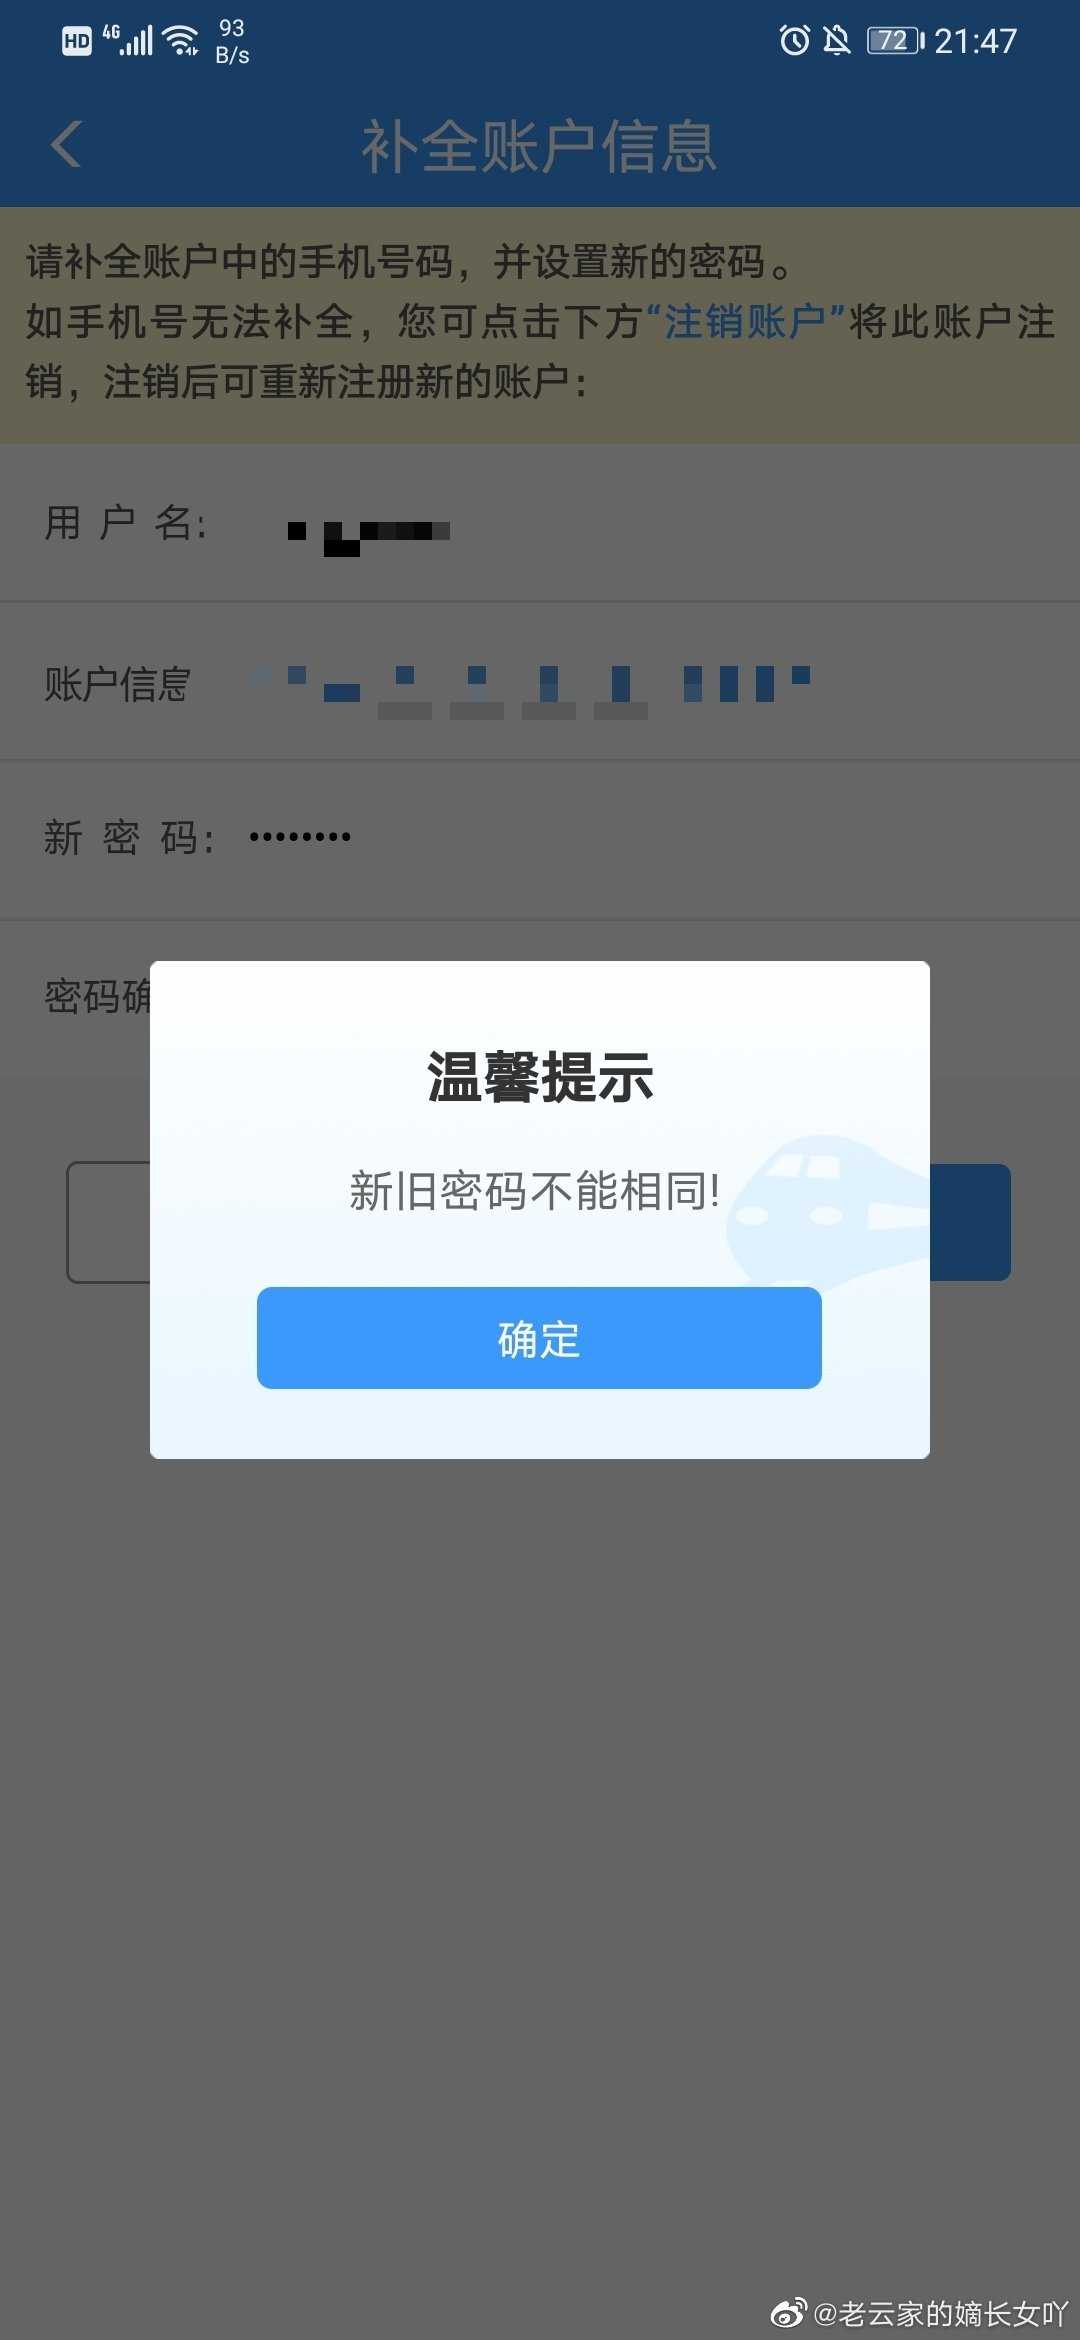 HD 4G 93 B/s 72 21:47
补全账户信息
请补全账户中的手机号码，并设置新的密码。
如手机号无法补全，您可点击下方“注销账户”将此账户注
销，注销后可重新注册新的账户：
用 户 名:
账户信息
新 密 码:
密码确
温馨提示
新旧密码不能相同!
确定
@老云家的嫡长女吖